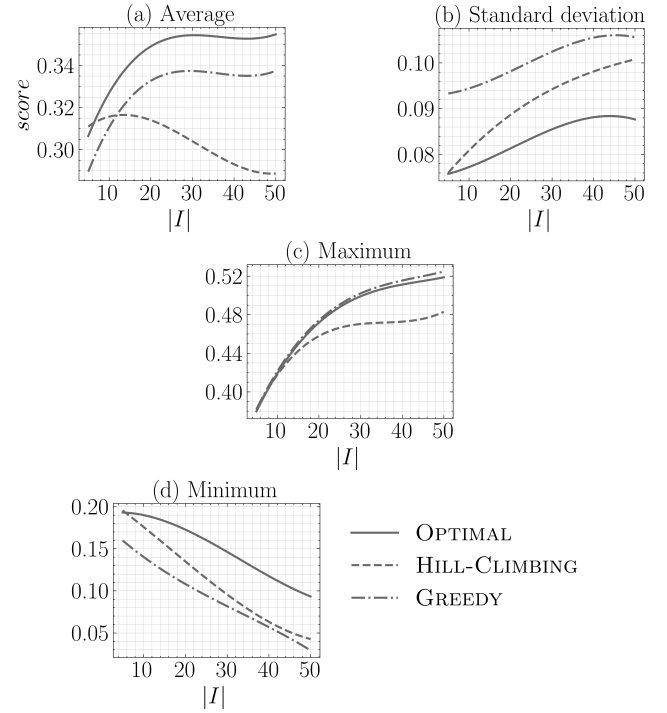 (a) Average
score
0.34
0.32
0.30
10 20 30 40 50
|I|
(b) Standard deviation
0.10
0.09
0.08
10 20 30 40 50
|I|
(c) Maximum
0.52
0.48
0.44
0.40
10 20 30 40 50
|I|
(d) Minimum
0.20
0.15
0.10
0.05
10 20 30 40 50
|I|
OPTIMAL
HILL-CLIMBING
GREEDY